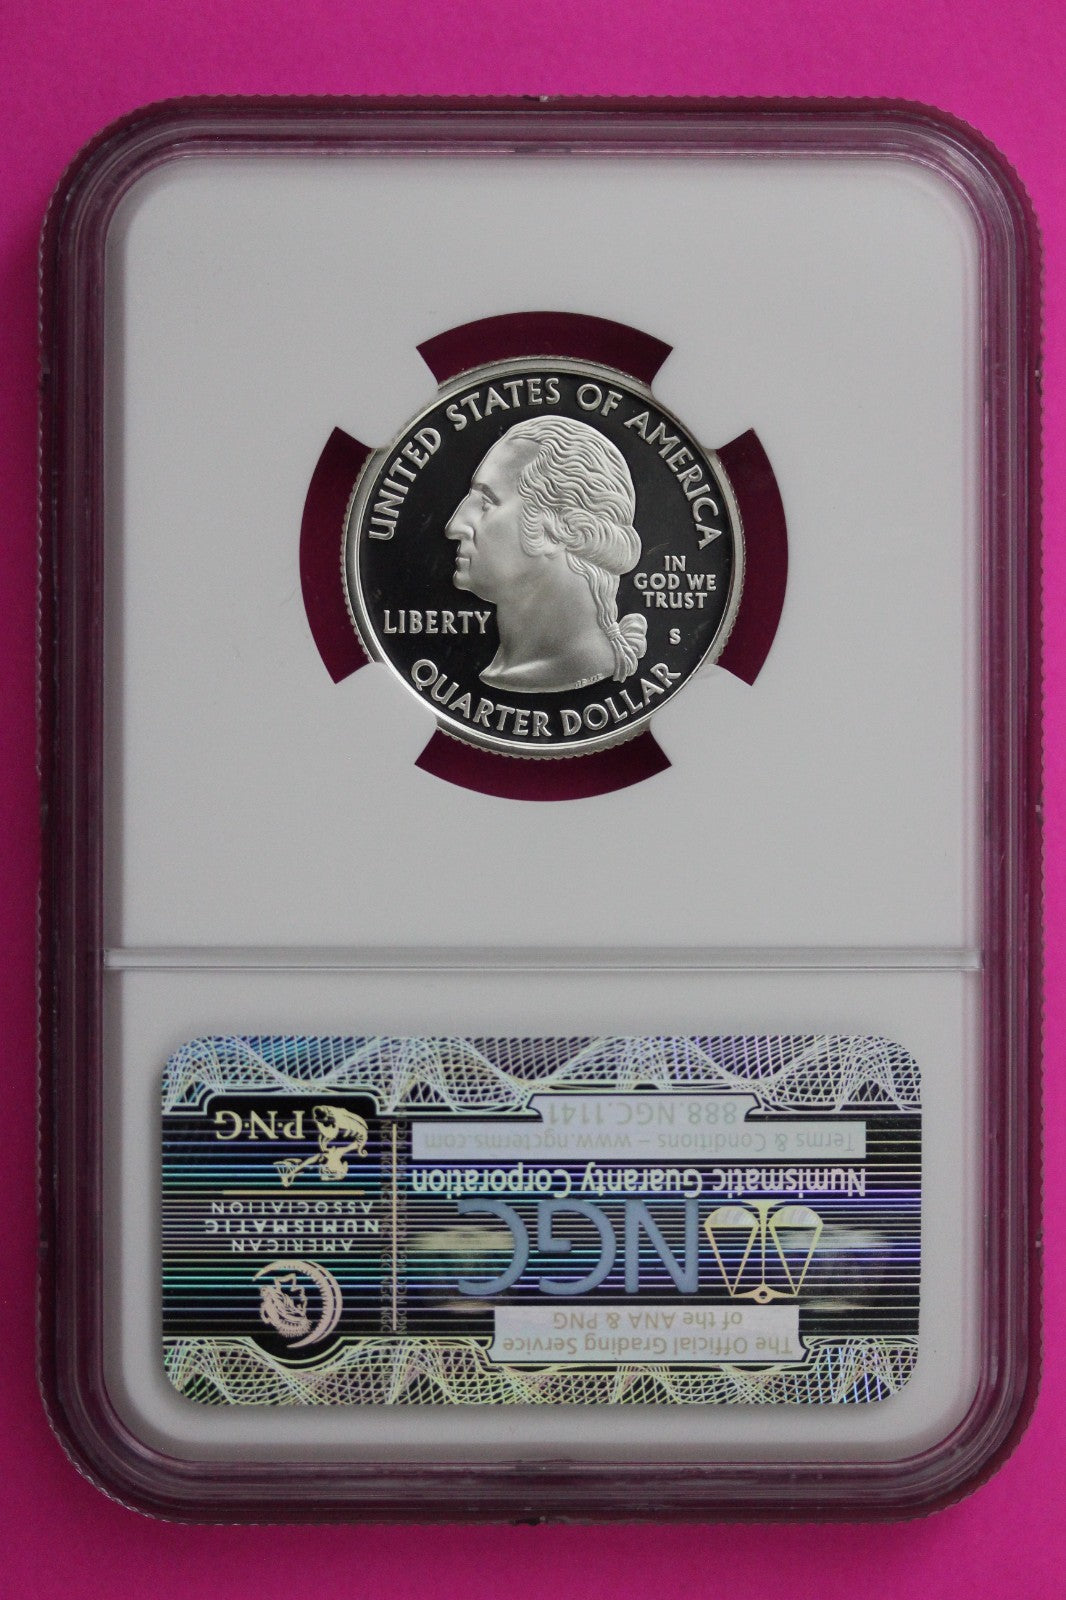 UNITED STATES OF AMERICA
LIBERTY
IN
GOD WE
TRUST
S
QUARTER DOLLAR
The Official Grading Service
of the ANA & PNG
NGC
Numismatic Guaranty Corporation
Terms & Conditions – www.ngcterms.com
888.NGC.1141
AMERICAN
NUMISMATIC
ASSOCIATION
P·N·G